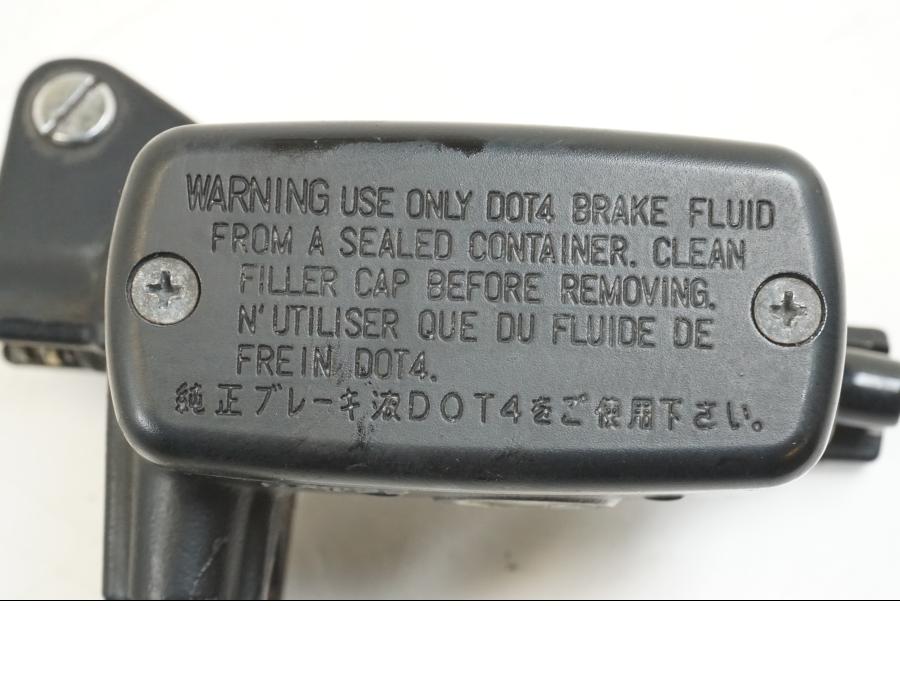 WARNING USE ONLY DOT4 BRAKE FLUID
FROM A SEALED CONTAINER. CLEAN
FILLER CAP BEFORE REMOVING.
N'UTILISER QUE DU FLUIDE DE
FREIN DOT4.
純正ブレーキ液DOT4をご使用下さい。